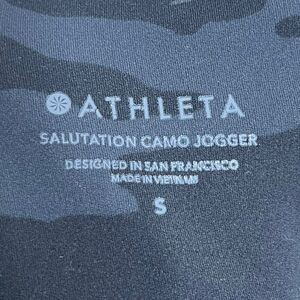 ATHLETA
SALUTATION CAMO JOGGER
DESIGNED IN SAN FRANCISCO
MADE IN VIETNAM
S